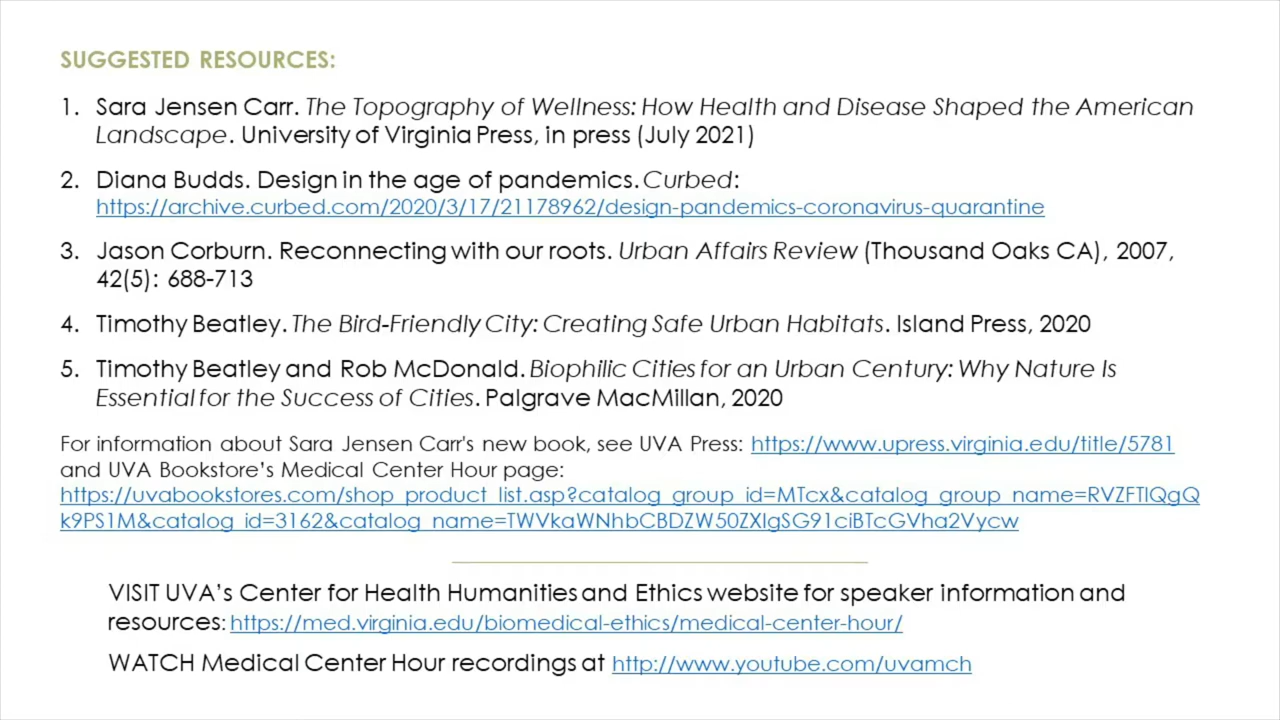 SUGGESTED RESOURCES:
1. Sara Jensen Carr. The Topography of Wellness: How Health and Disease Shaped the American
Landscape. University of Virginia Press, in press (July 2021)
2. Diana Budds. Design in the age of pandemics. Curbed:
https://archive.curbed.com/2020/3/17/21178962/design-pandemics-coronavirus-quarantine
3. Jason Corburn. Reconnecting with our roots. Urban Affairs Review (Thousand Oaks CA), 2007,
42(5): 688-713
4. Timothy Beatley. The Bird-Friendly City: Creating Safe Urban Habitats. Island Press, 2020
5. Timothy Beatley and Rob McDonald. Biophilic Cities for an Urban Century: Why Nature Is
Essential for the Success of Cities. Palgrave MacMillan, 2020
For information about Sara Jensen Carr's new book, see UVA Press: https://www.upress.virginia.edu/title/5781
and UVA Bookstore's Medical Center Hour page:
https://uvabookstores.com/shop_product_list.asp?catalog_group_id=MTcx&catalog_group_name=RVZFTlQgQ
k9PS1M&catalog_id=3162&catalog_name=TWVkaWNhbCBDZW50ZXIgSG91ciBTcGVha2Vycw
VISIT UVA's Center for Health Humanities and Ethics website for speaker information and
resources: https://med.virginia.edu/biomedical-ethics/medical-center-hour/
WATCH Medical Center Hour recordings at http://www.youtube.com/uvamch